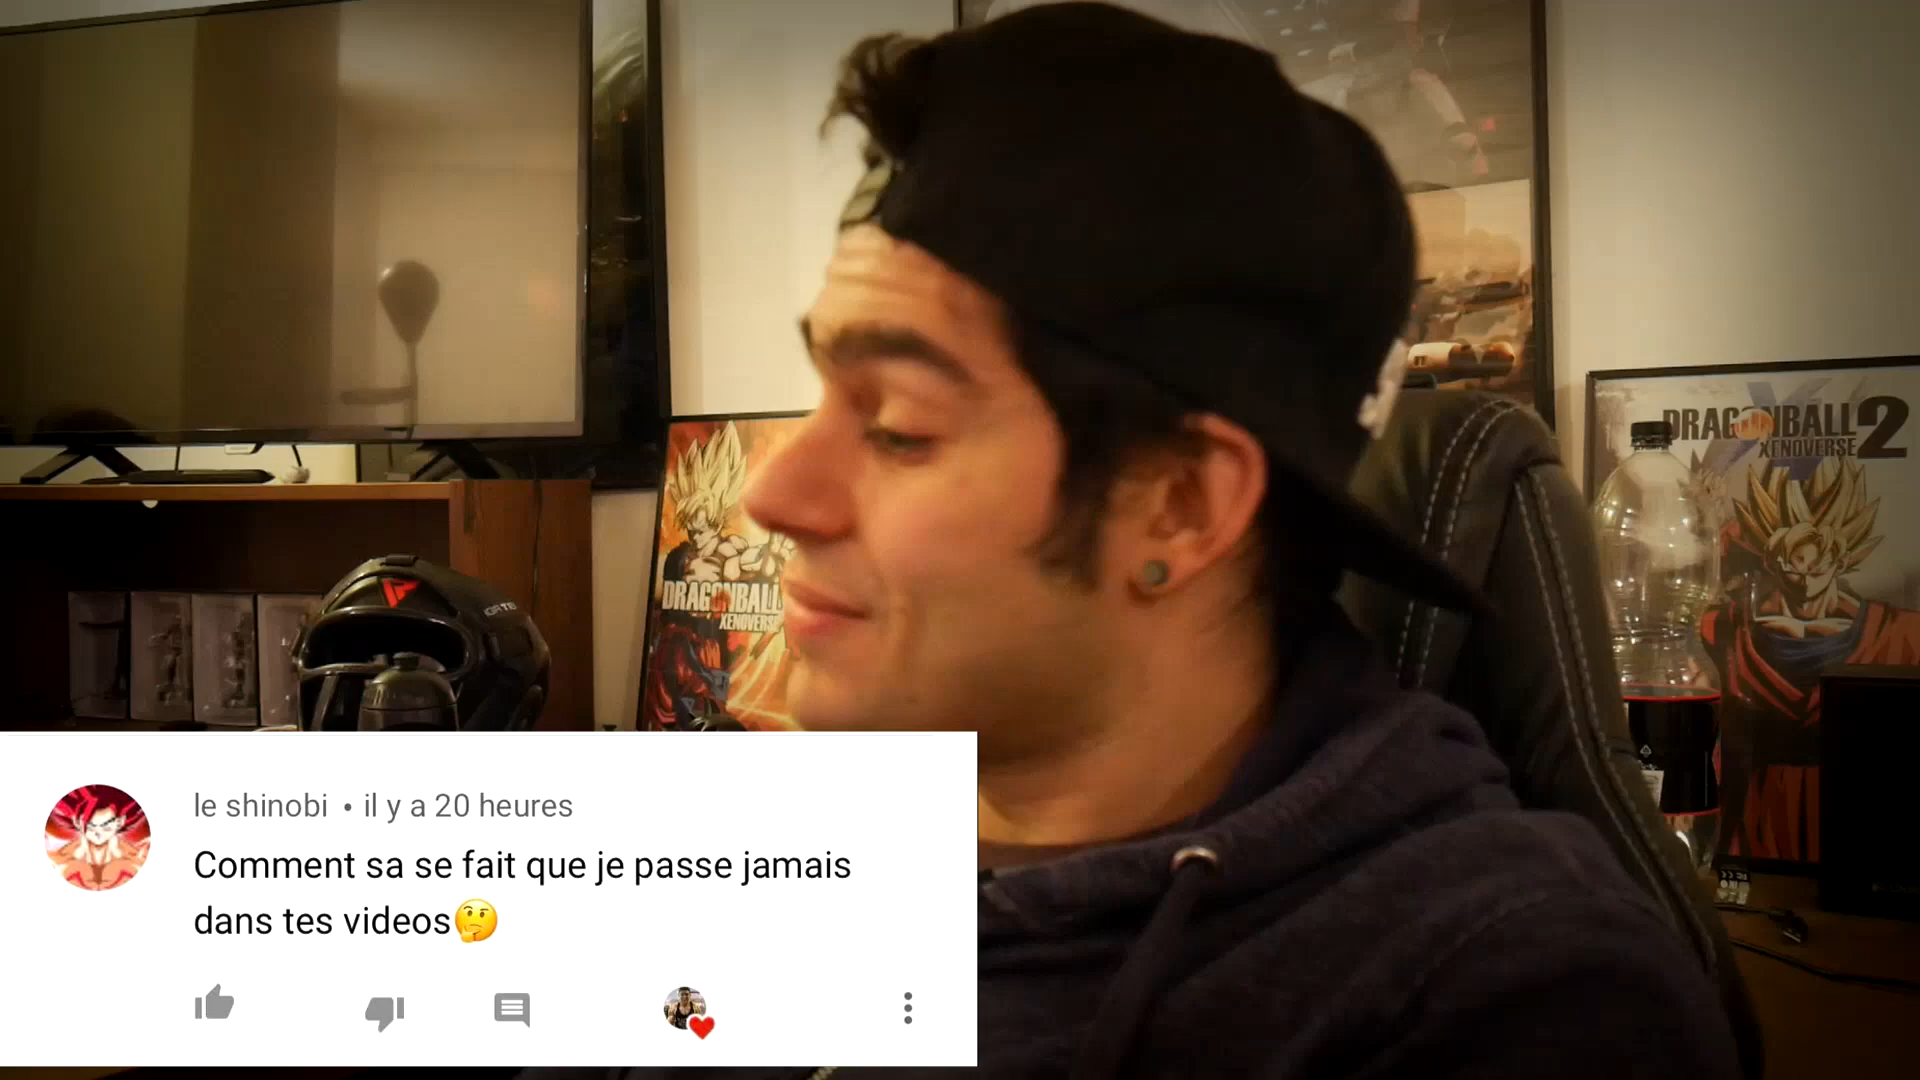 DRAGONBALL 2
XENOVERSE
DRAGONBALL
XENOVERSE
le shinobi • il y a 20 heures
Comment sa se fait que je passe jamais
dans tes videos🤔